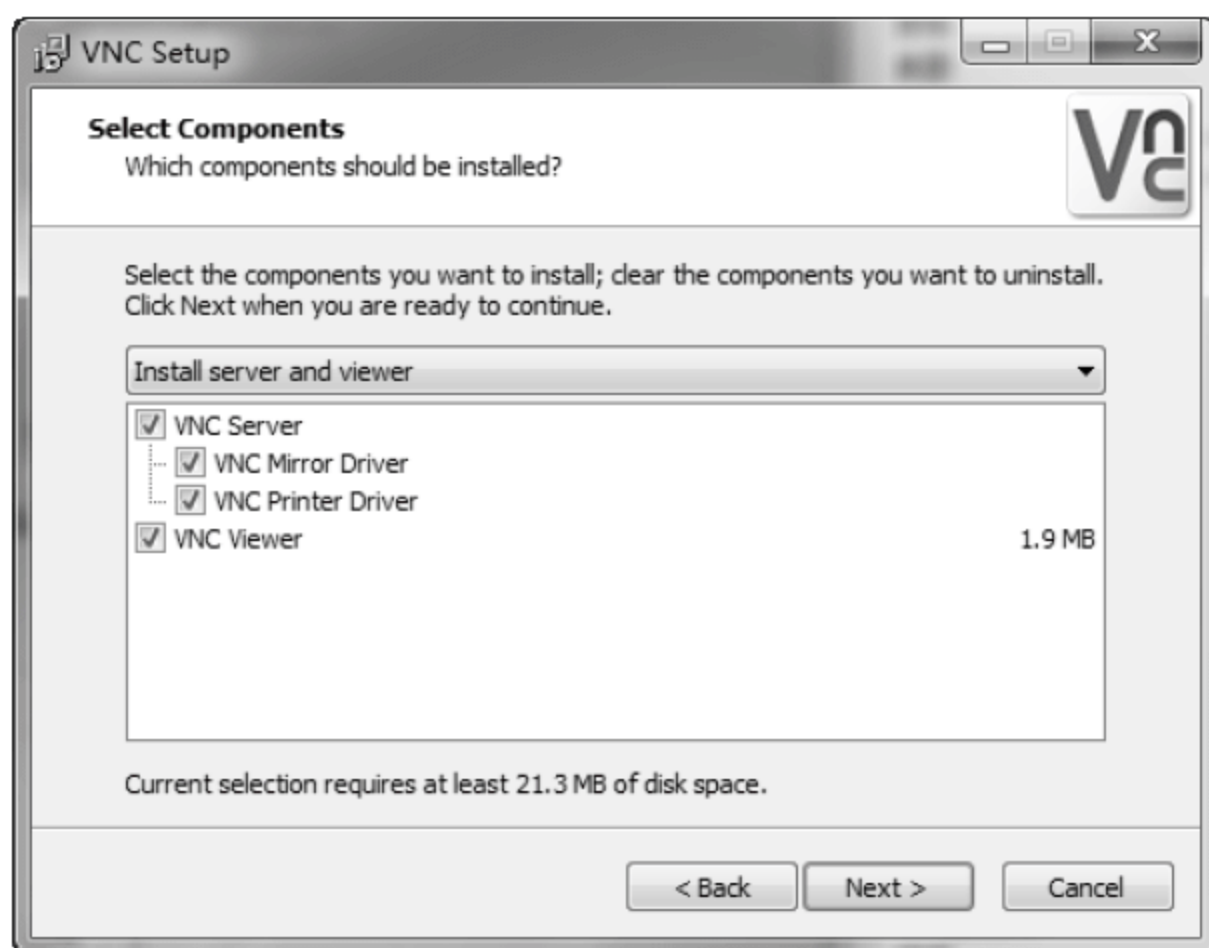 VNC Setup
Select Components
Which components should be installed?
Vnc
Select the components you want to install; clear the components you want to uninstall.
Click Next when you are ready to continue.
Install server and viewer
VNC Server
VNC Mirror Driver
VNC Printer Driver
VNC Viewer 1.9 MB
Current selection requires at least 21.3 MB of disk space.
< Back Next > Cancel